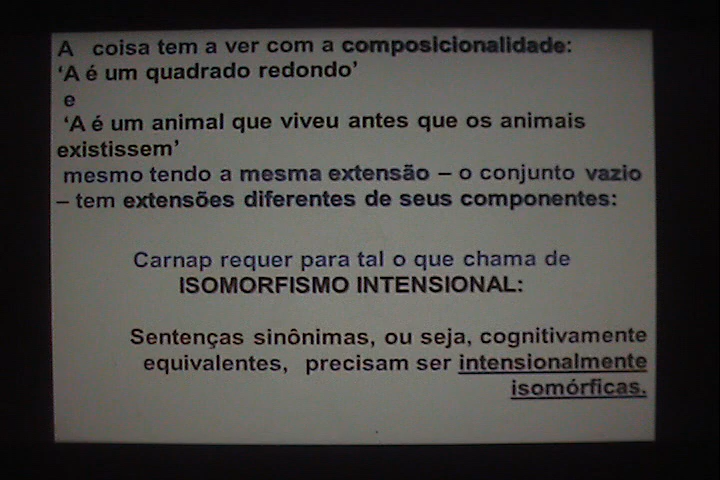 A coisa tem a ver com a composicionalidade:
‘A é um quadrado redondo’
e
‘A é um animal que viveu antes que os animais
existissem’
mesmo tendo a mesma extensão – o conjunto vazio
– tem extensões diferentes de seus componentes:
Carnap requer para tal o que chama de
ISOMORFISMO INTENSIONAL:
Sentenças sinônimas, ou seja, cognitivamente
equivalentes, precisam ser intensionalmente
isomórficas.